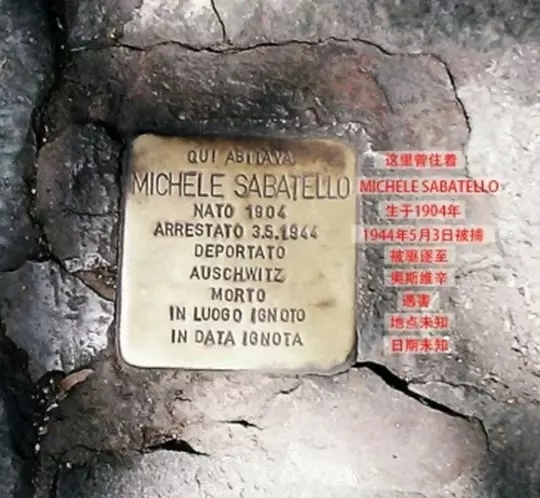 QUI ABITAVA
MICHELE SABATELLO
NATO 1904
ARRESTATO 3.5.1944
DEPORTATO
AUSCHWITZ
MORTO
IN LUOGO IGNOTO
IN DATA IGNOTA
这里曾住着
MICHELE SABATELLO
生于1904年
1944年5月3日被捕
被驱逐至
奥斯维辛
遇害
地点未知
日期未知